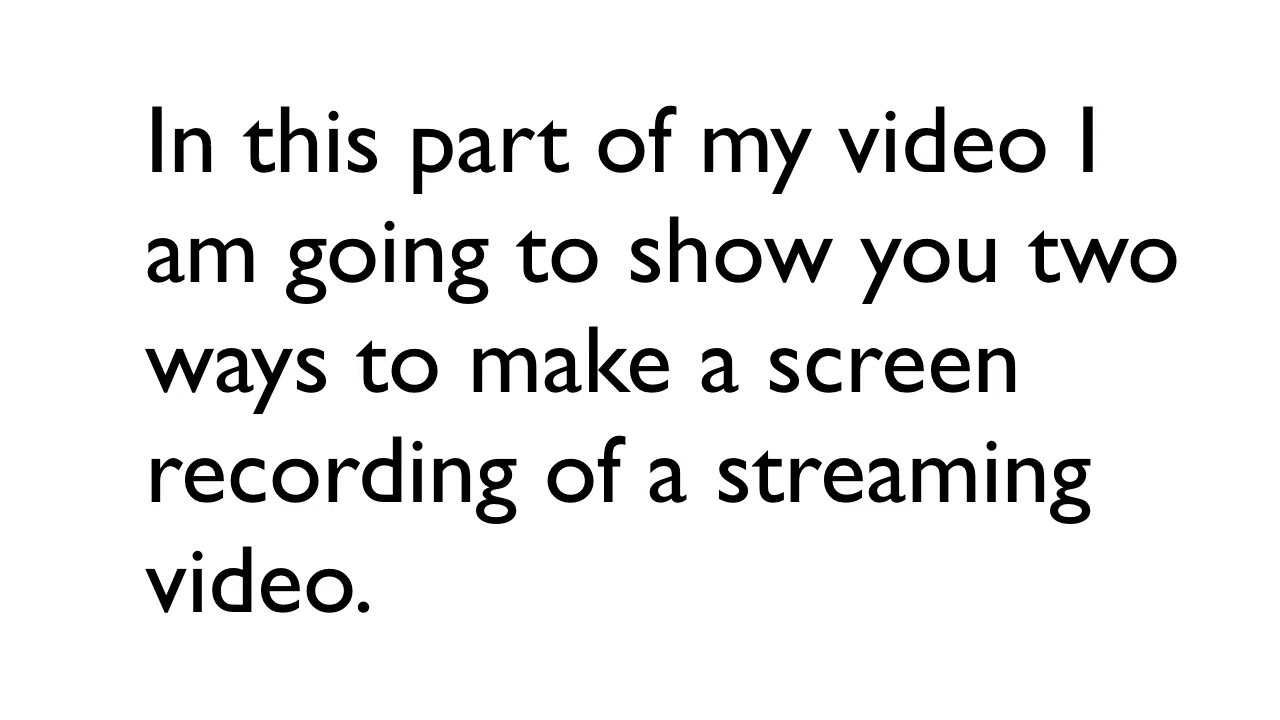 In this part of my video I
am going to show you two
ways to make a screen
recording of a streaming
video.